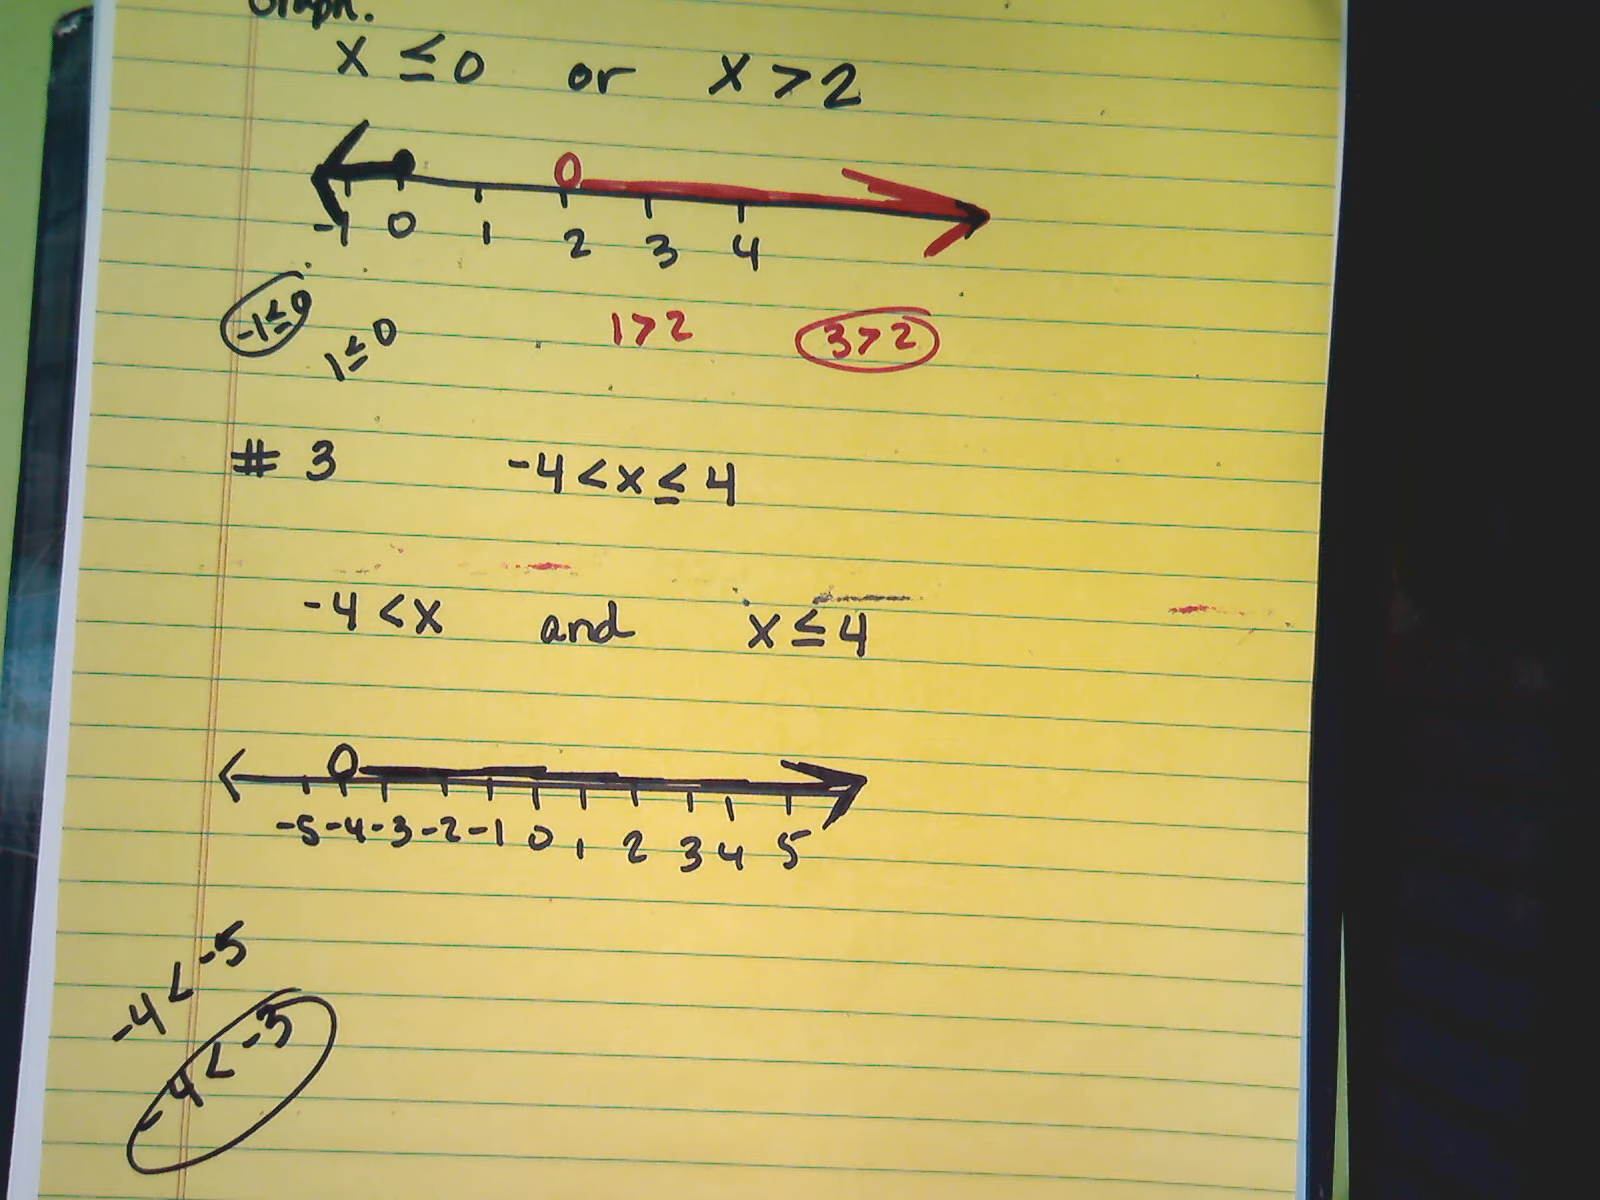 Graph.
x ≤ 0 or x > 2
-1 0 1 2 3 4
-1 ≤ 0 1 ≤ 0 1 > 2 3 > 2
# 3 -4 < x ≤ 4
-4 < x and x ≤ 4
-5 -4 -3 -2 -1 0 1 2 3 4 5
-4 < -5
-4 < -3